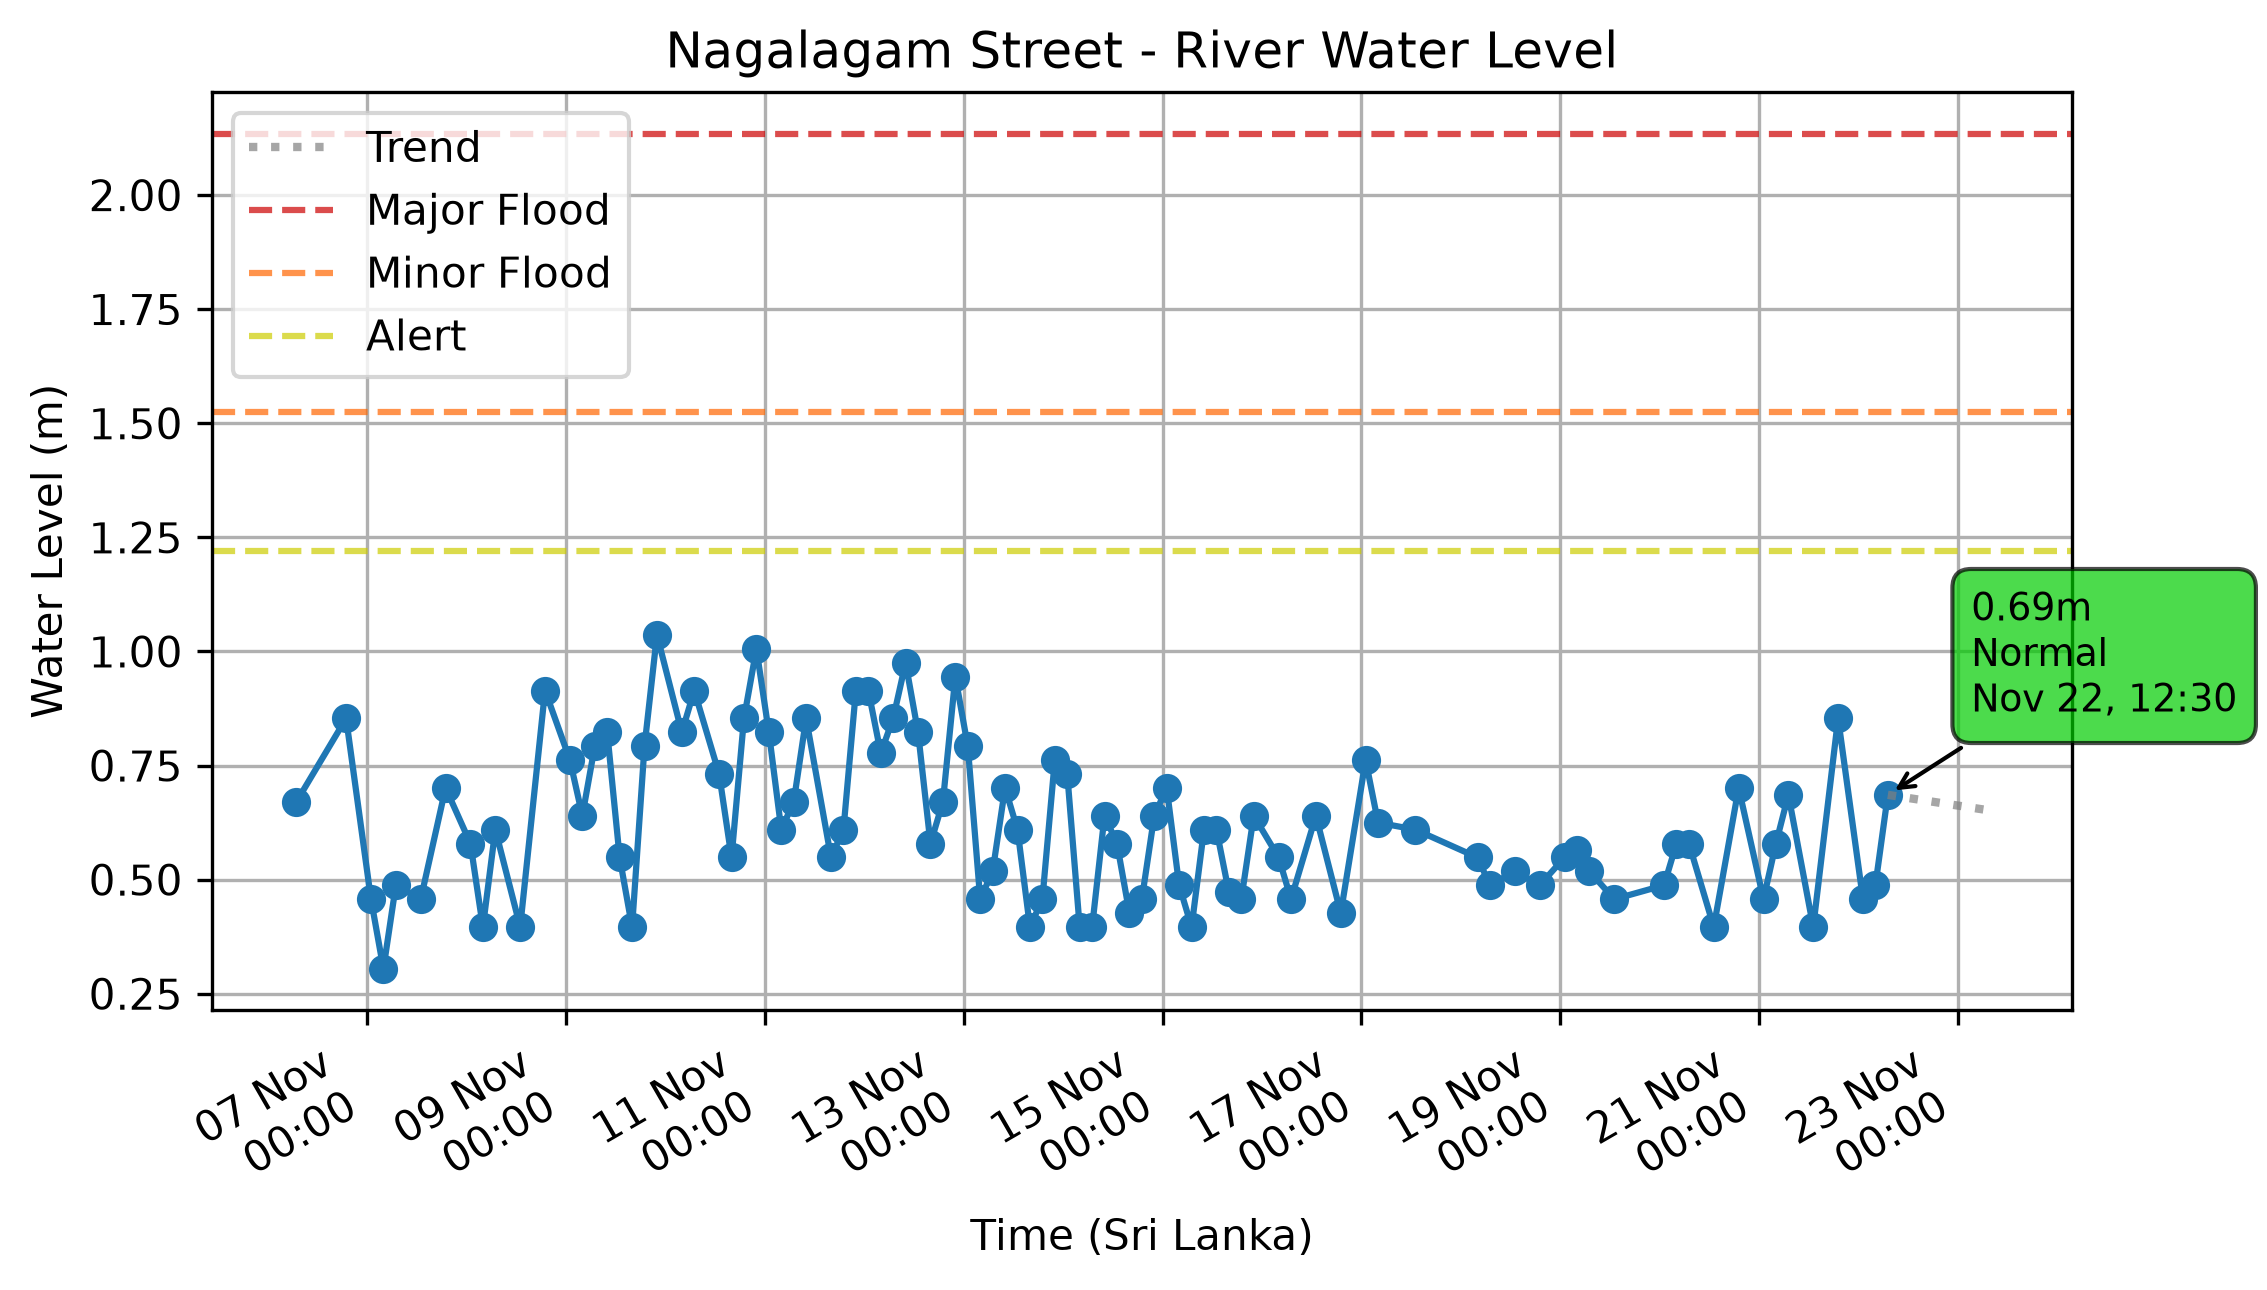 Nagalagam Street - River Water Level
Trend
Major Flood
Minor Flood
Alert
Water Level (m)
2.00
1.75
1.50
1.25
1.00
0.75
0.50
0.25
0.69m
Normal
Nov 22, 12:30
07 Nov
00:00
09 Nov
00:00
11 Nov
00:00
13 Nov
00:00
15 Nov
00:00
17 Nov
00:00
19 Nov
00:00
21 Nov
00:00
23 Nov
00:00
Time (Sri Lanka)